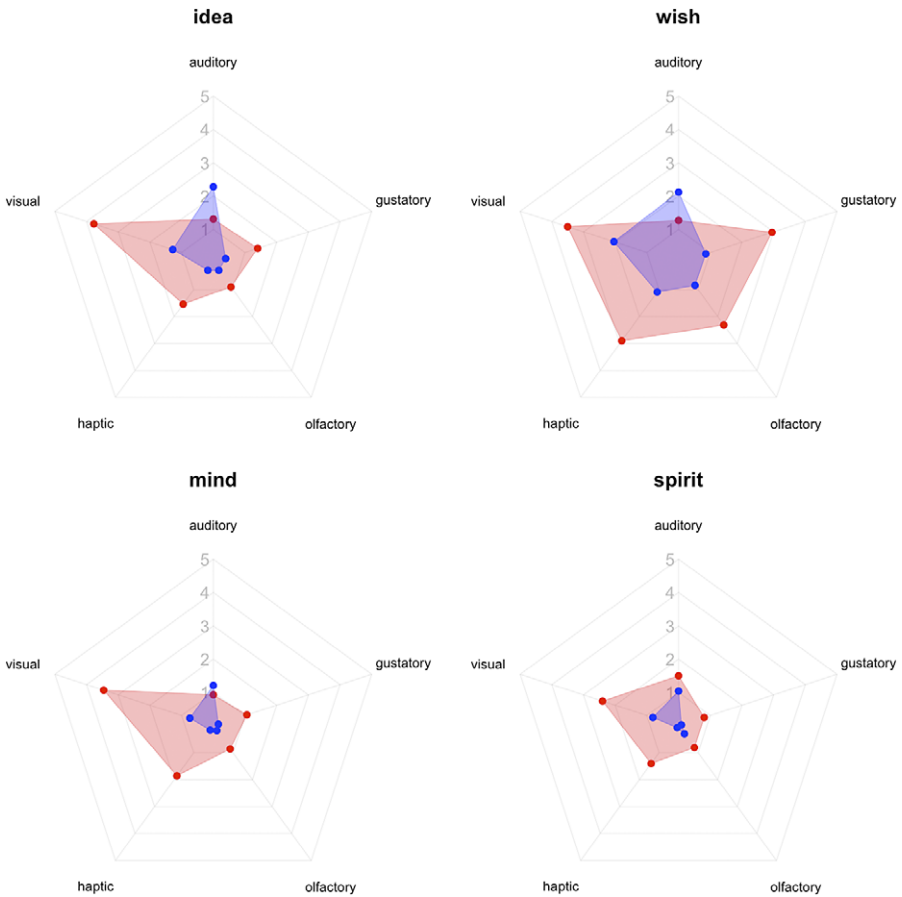 idea
auditory
5
4
3
2
1
visual
gustatory
haptic
olfactory
wish
auditory
5
4
3
2
1
visual
gustatory
haptic
olfactory
mind
auditory
5
4
3
2
1
visual
gustatory
haptic
olfactory
spirit
auditory
5
4
3
2
1
visual
gustatory
haptic
olfactory